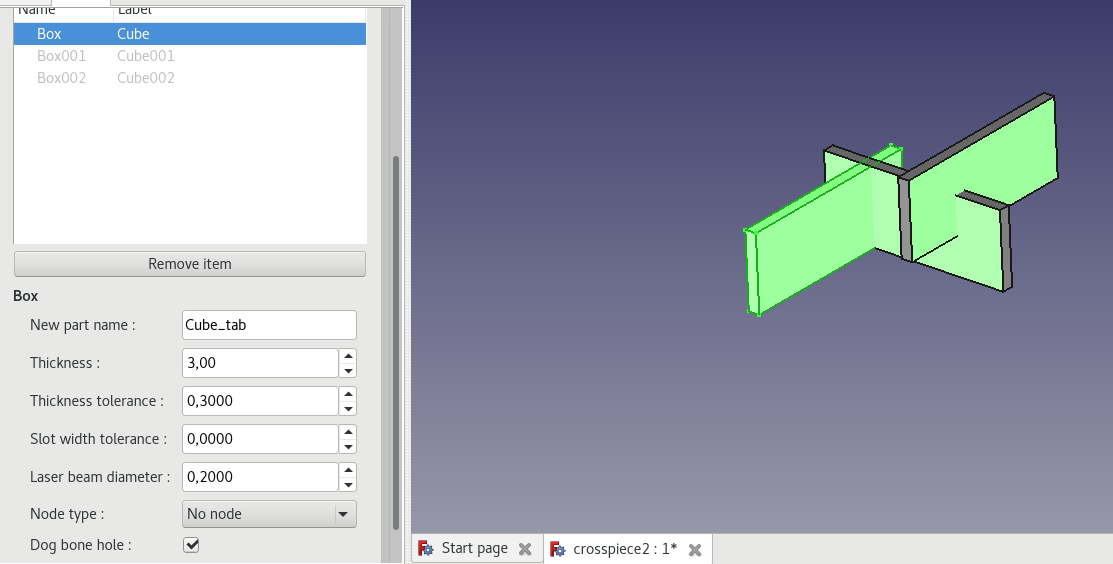 Name Label
Box Cube
Box001 Cube001
Box002 Cube002
Remove item
Box
New part name : Cube_tab
Thickness : 3,00
Thickness tolerance : 0,3000
Slot width tolerance : 0,0000
Laser beam diameter : 0,2000
Node type : No node
Dog bone hole :
Start page crosspiece2 : 1*